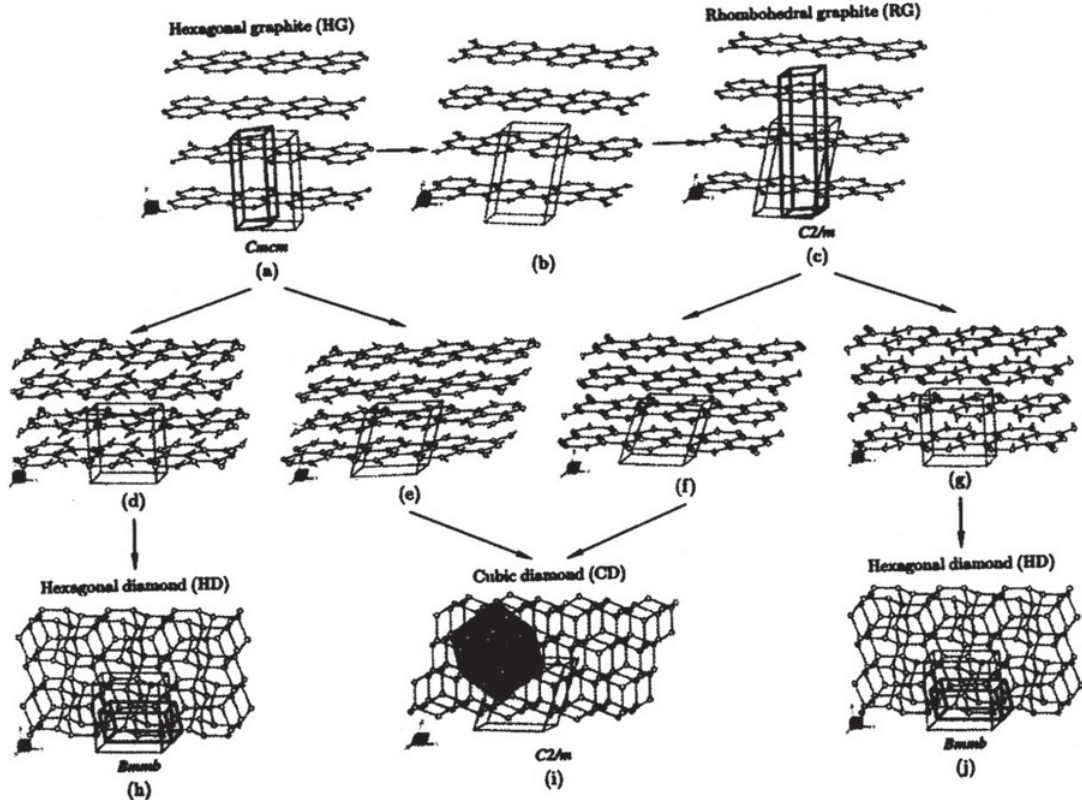 Hexagonal graphite (HG)
Rhombohedral graphite (RG)
Cmcm
C2/m
(a)
(b)
(c)
(d)
(e)
(f)
(g)
Hexagonal diamond (HD)
Cubic diamond (CD)
Hexagonal diamond (HD)
Bmmb
C2/m
Bmmb
(h)
(i)
(j)